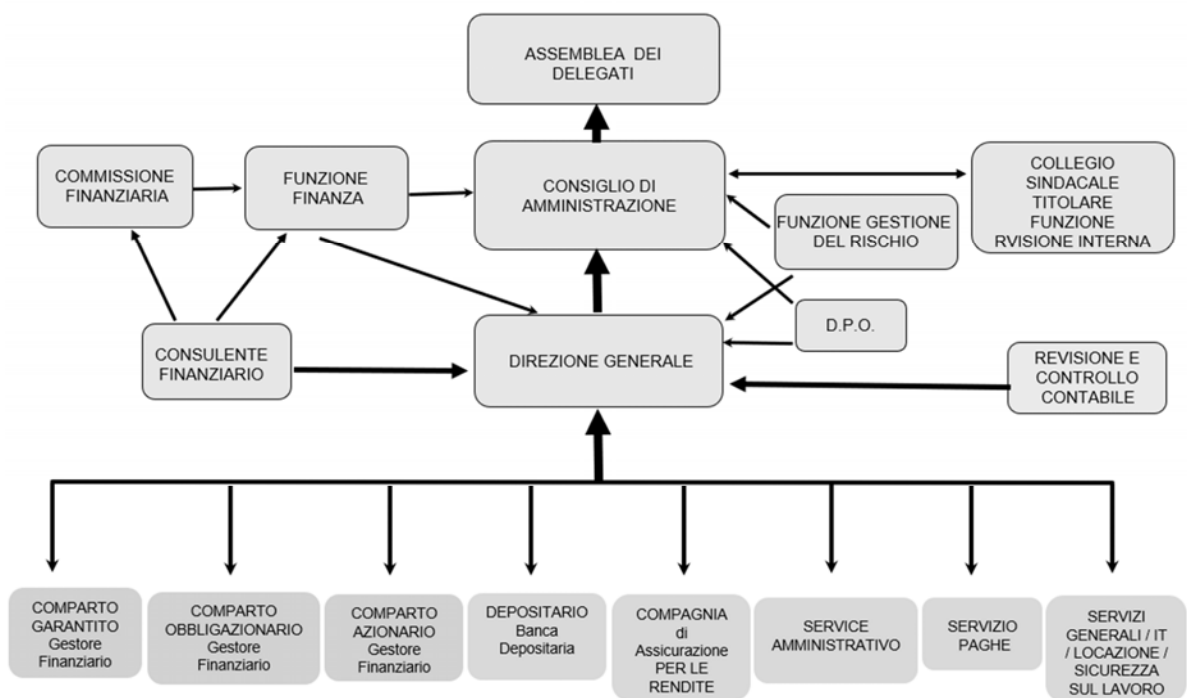 ASSEMBLEA DEI
DELEGATI
COMMISSIONE
FINANZIARIA
FUNZIONE
FINANZA
CONSIGLIO DI
AMMINISTRAZIONE
FUNZIONE GESTIONE
DEL RISCHIO
COLLEGIO
SINDACALE
TITOLARE
FUNZIONE
RVISIONE INTERNA
D.P.O.
CONSULENTE
FINANZIARIO
DIREZIONE GENERALE
REVISIONE E
CONTROLLO
CONTABILE
COMPARTO
GARANTITO
Gestore
Finanziario
COMPARTO
OBBLIGAZIONARIO
Gestore
Finanziario
COMPARTO
AZIONARIO
Gestore
Finanziario
DEPOSITARIO
Banca
Depositaria
COMPAGNIA
di
Assicurazione
PER LE
RENDITE
SERVICE
AMMINISTRATIVO
SERVIZIO
PAGHE
SERVIZI
GENERALI / IT
/ LOCAZIONE /
SICUREZZA
SUL LAVORO